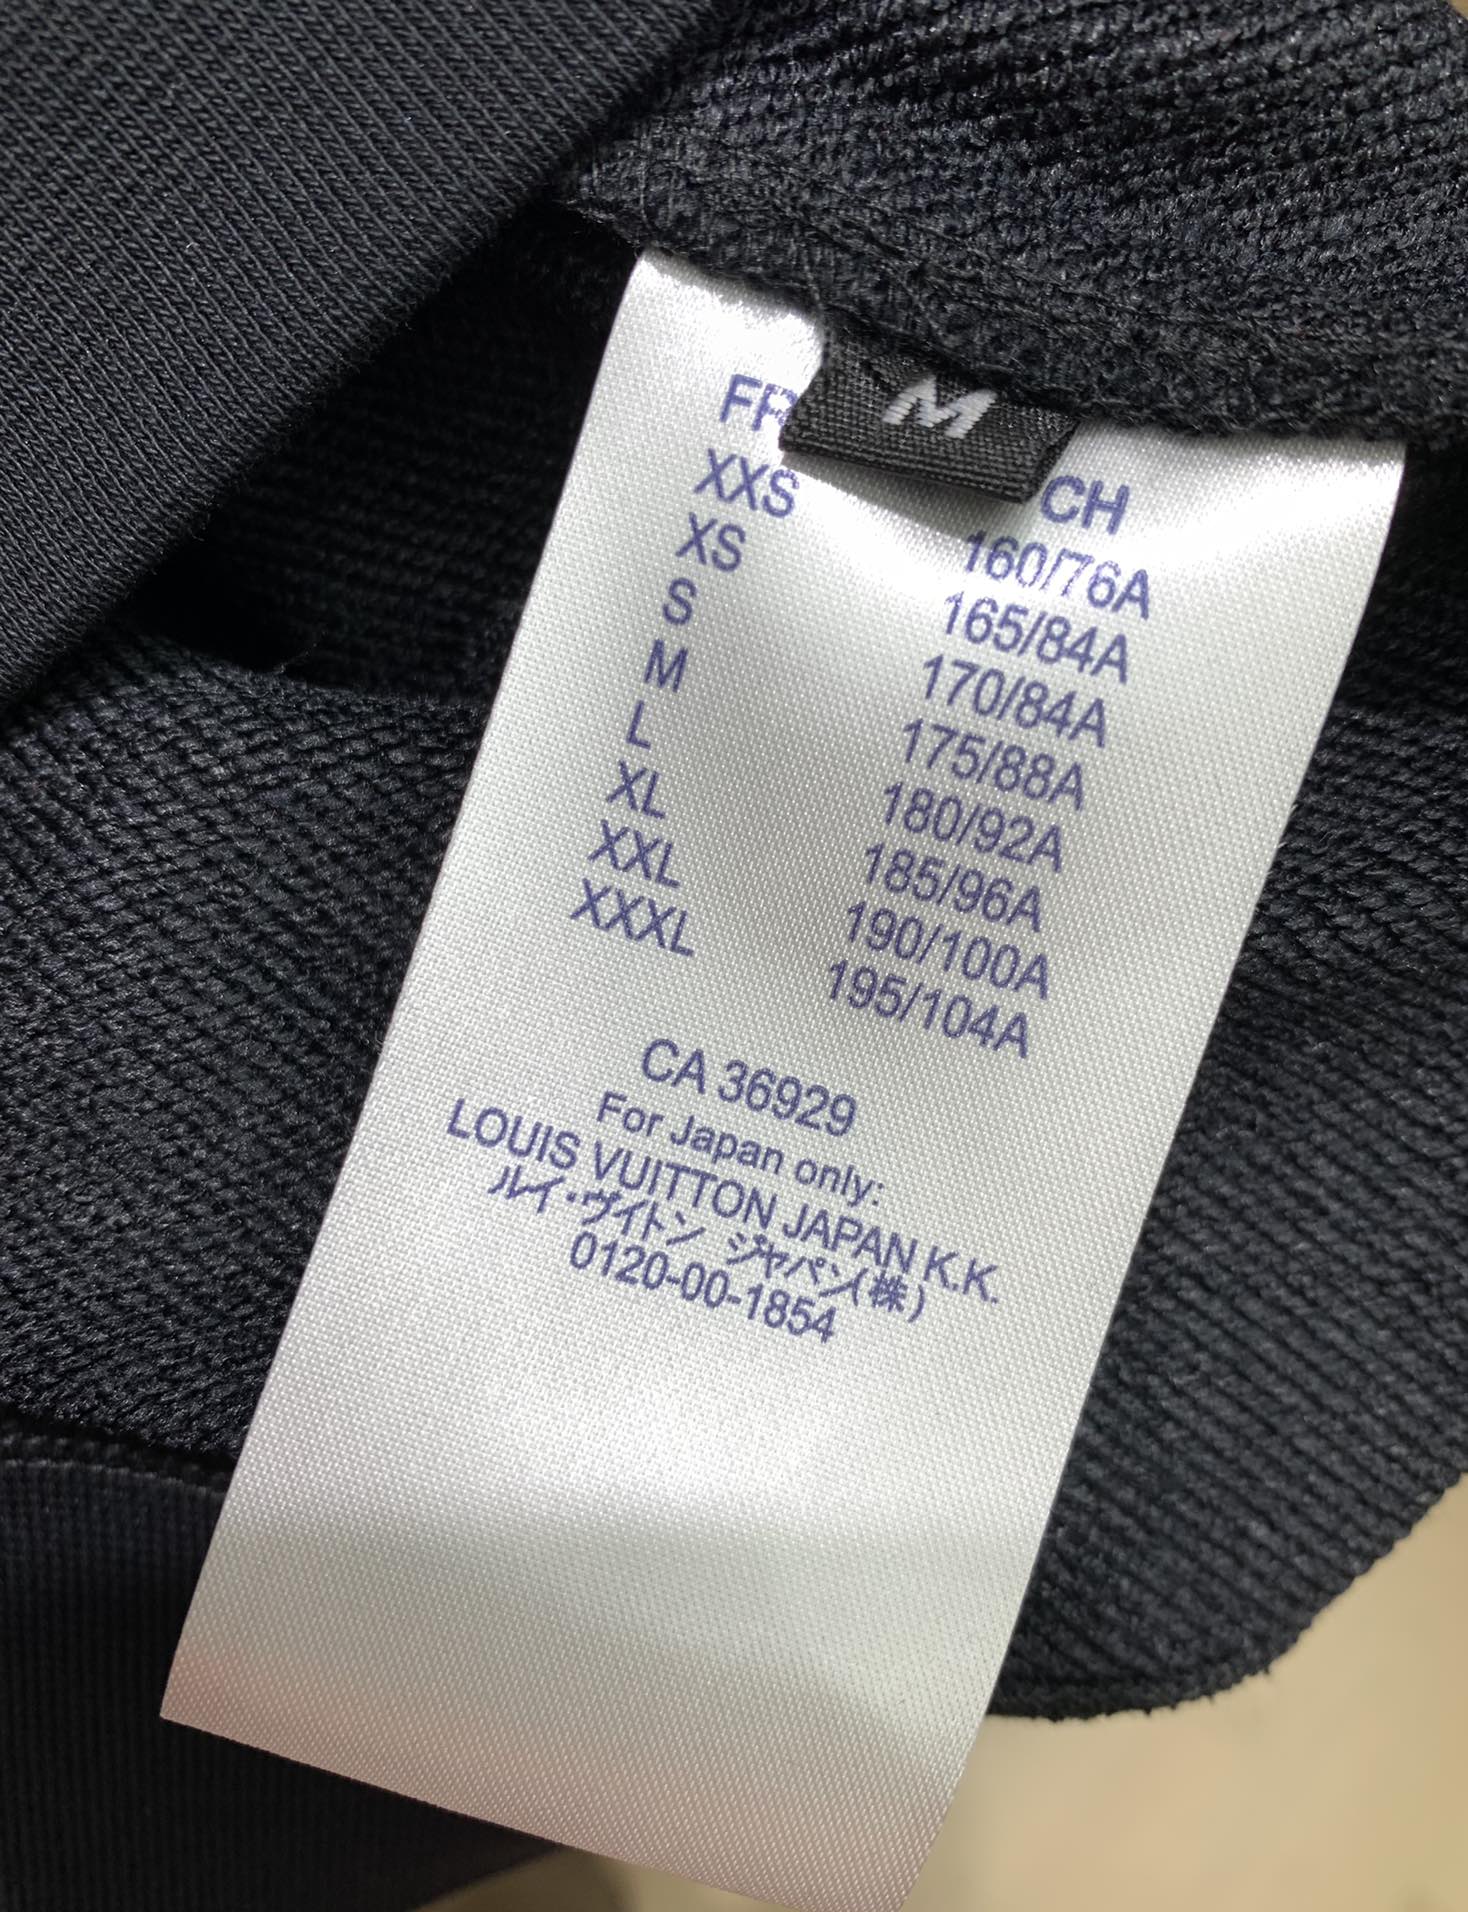 M
FR CH
XXS 160/76A
XS 165/84A
S 170/84A
M 175/88A
L 180/92A
XL 185/96A
XXL 190/100A
XXXL 195/104A
CA 36929
For Japan only:
LOUIS VUITTON JAPAN K.K.
ルイ・ヴィトン ジャパン(株)
0120-00-1854